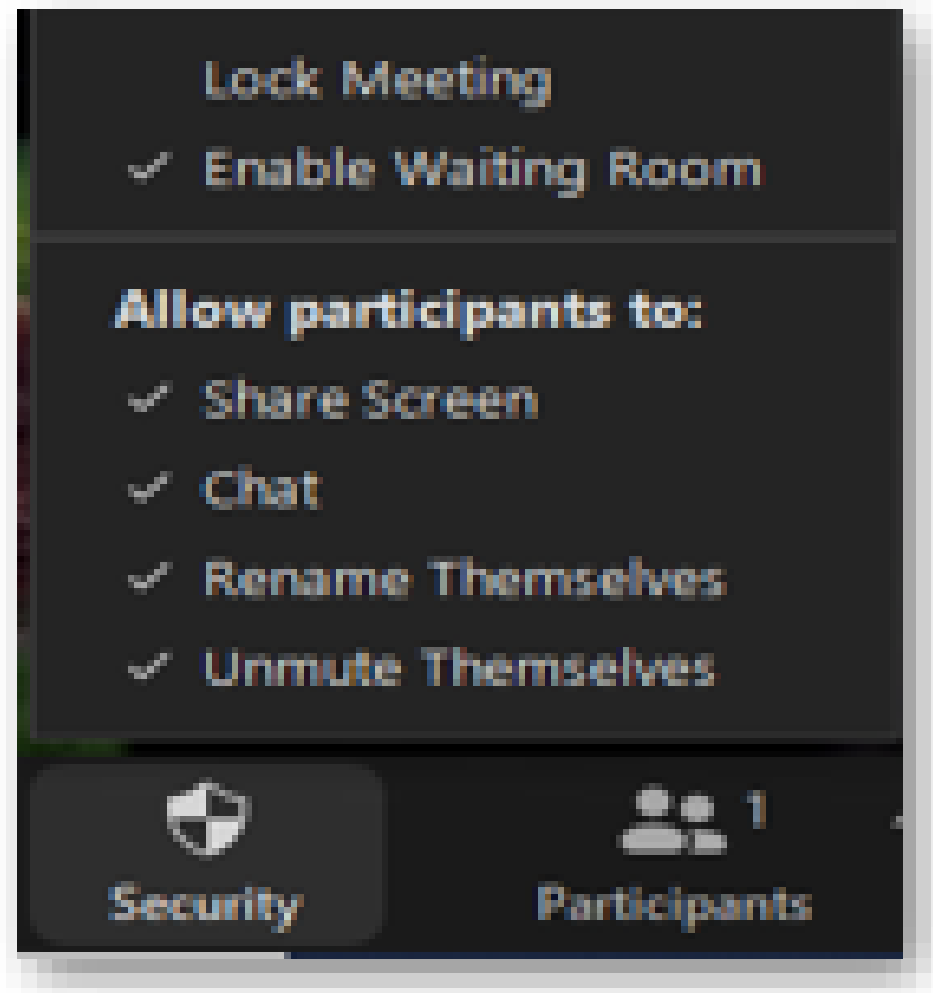 Lock Meeting
✓ Enable Waiting Room
Allow participants to:
✓ Share Screen
✓ Chat
✓ Rename Themselves
✓ Unmute Themselves
1
Security
Participants